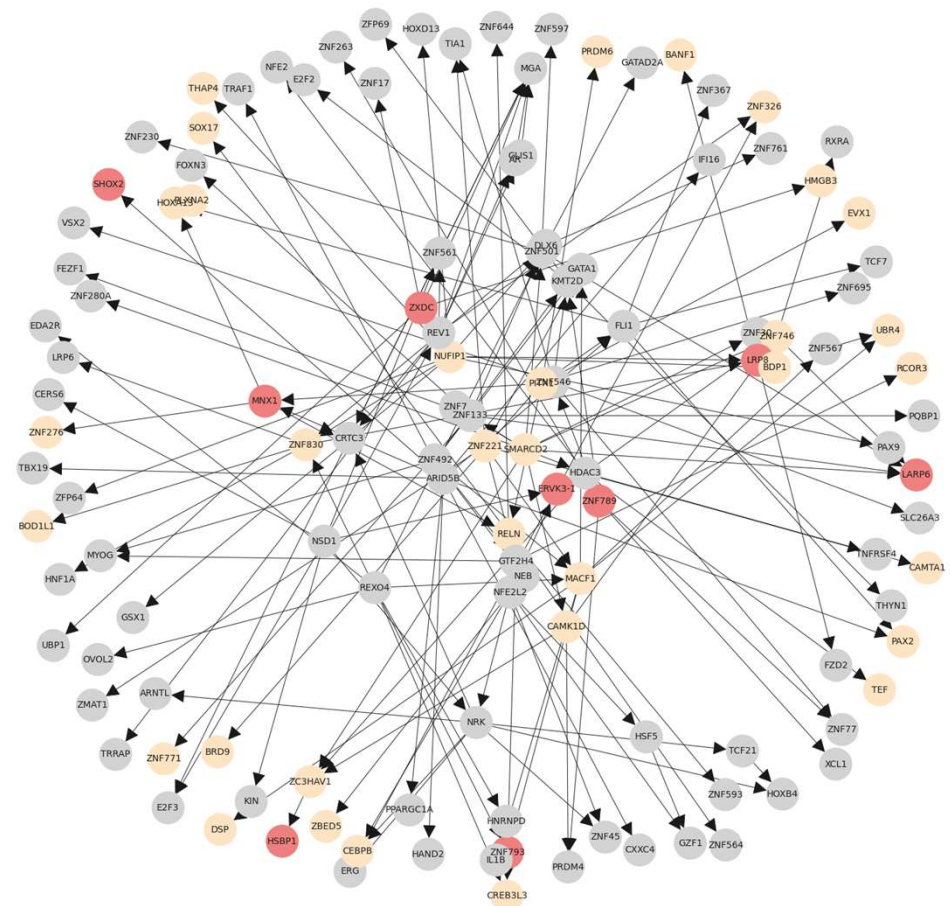 ZFP69
HOXD13
TIA1
ZNF644
ZNF597
ZNF263
PRDM6
BANF1
GATAD2A
NFE2
E2F2
MGA
ZNF17
THAP4
TRAF1
ZNF367
ZNF326
SOX17
ZNF230
RXRA
ZNF761
IFI16
GLIS1
AR
FOXN3
HMGB3
SHOX2
HOXA13
PLXNA2
EVX1
VSX2
DLX6
ZNF501
ZNF561
TCF7
FEZF1
GATA1
KMT2D
ZNF695
ZNF280A
ZXDC
EDA2R
FLI1
REV1
ZNF30
ZNF746
UBR4
LRP6
NUFIP1
ZNF567
LRP8
BDP1
RCOR3
ZNF546
CERS6
MNX1
ZNF7
ZNF133
PQBP1
ZNF276
CRTC3
ZNF830
ZNF221
SMARCD2
PAX9
TBX19
ZNF492
ARID5B
HDAC3
LARP6
ZFP64
ERVK3-1
ZNF789
SLC26A3
BOD1L1
RELN
NSD1
MYOG
GTF2H4
TNFRSF4
CAMTA1
HNF1A
NEB
MACF1
REXO4
NFE2L2
THYN1
GSX1
CAMK1D
UBP1
PAX2
OVOL2
FZD2
TEF
ARNTL
ZMAT1
NRK
HSF5
ZNF77
TRRAP
ZNF771
BRD9
TCF21
XCL1
ZC3HAV1
ZNF593
HOXB4
E2F3
KIN
PPARGC1A
HNRNPD
DSP
ZBED5
ZNF45
HSBP1
CEBPB
HAND2
ZNF793
IL1B
CXXC4
GZF1
ZNF564
ERG
PRDM4
CREB3L3